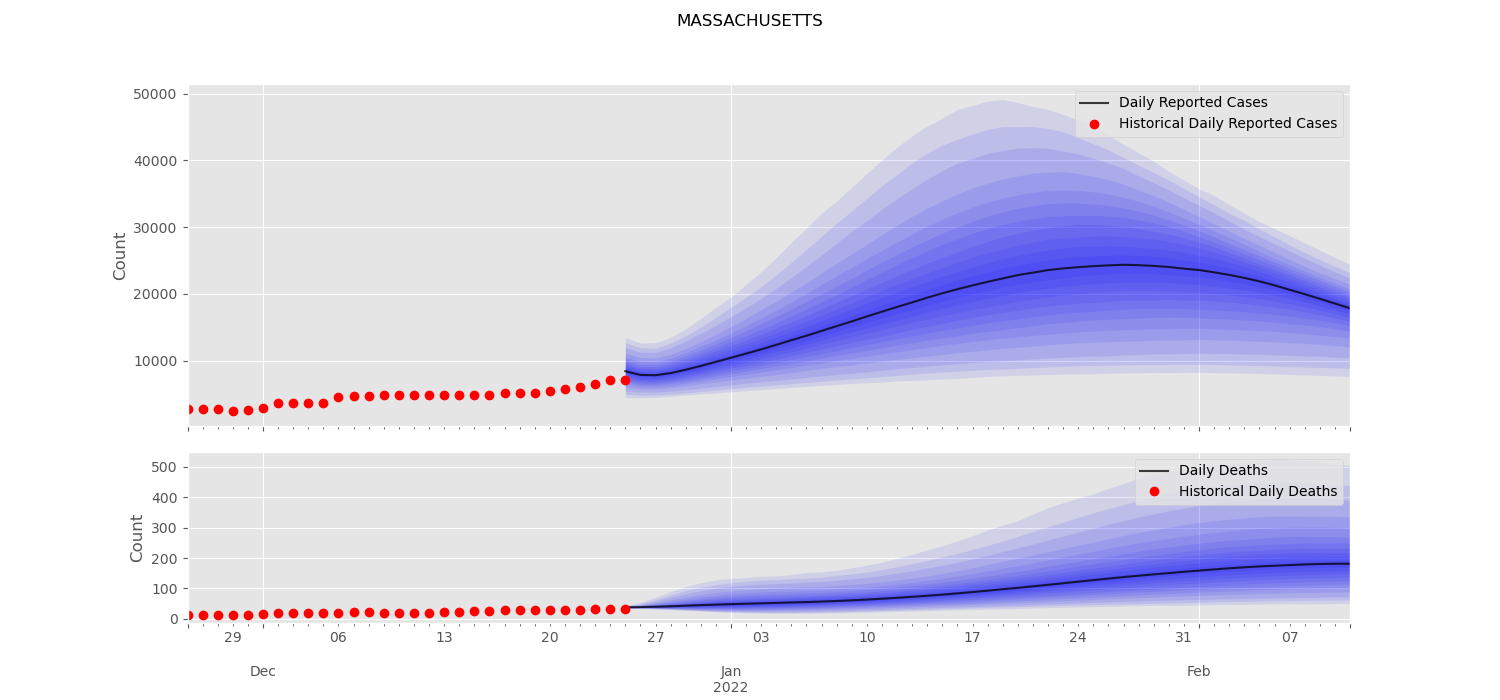 MASSACHUSETTS
50000
40000
30000
20000
10000
Count
Daily Reported Cases
Historical Daily Reported Cases
500
400
300
200
100
0
Count
Daily Deaths
Historical Daily Deaths
29 06 13 20 27 03 10 17 24 31 07
Dec Jan Feb
2022